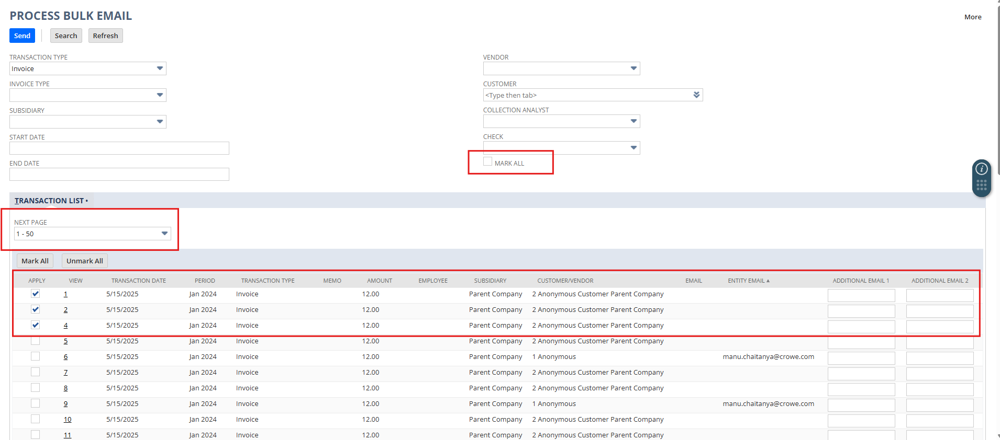 PROCESS BULK EMAIL
More
Send Search Refresh
TRANSACTION TYPE
Invoice
INVOICE TYPE
SUBSIDIARY
START DATE
END DATE
VENDOR
CUSTOMER
<Type then tab>
COLLECTION ANALYST
CHECK
MARK ALL
TRANSACTION LIST •
NEXT PAGE
1 - 50
Mark All Unmark All
APPLY VIEW TRANSACTION DATE PERIOD TRANSACTION TYPE MEMO AMOUNT EMPLOYEE SUBSIDIARY CUSTOMER/VENDOR EMAIL ENTITY EMAIL ▲ ADDITIONAL EMAIL 1 ADDITIONAL EMAIL 2
1 5/15/2025 Jan 2024 Invoice 12.00 Parent Company 2 Anonymous Customer Parent Company
2 5/15/2025 Jan 2024 Invoice 12.00 Parent Company 2 Anonymous Customer Parent Company
4 5/15/2025 Jan 2024 Invoice 12.00 Parent Company 2 Anonymous Customer Parent Company
5 5/15/2025 Jan 2024 Invoice 12.00 Parent Company 2 Anonymous Customer Parent Company
6 5/15/2025 Jan 2024 Invoice 12.00 Parent Company 1 Anonymous manu.chaitanya@crowe.com
7 5/15/2025 Jan 2024 Invoice 12.00 Parent Company 2 Anonymous Customer Parent Company
8 5/15/2025 Jan 2024 Invoice 12.00 Parent Company 2 Anonymous Customer Parent Company
9 5/15/2025 Jan 2024 Invoice 12.00 Parent Company 1 Anonymous manu.chaitanya@crowe.com
10 5/15/2025 Jan 2024 Invoice 12.00 Parent Company 2 Anonymous Customer Parent Company
11 5/15/2025 Jan 2024 Invoice 12.00 Parent Company 2 Anonymous Customer Parent Company